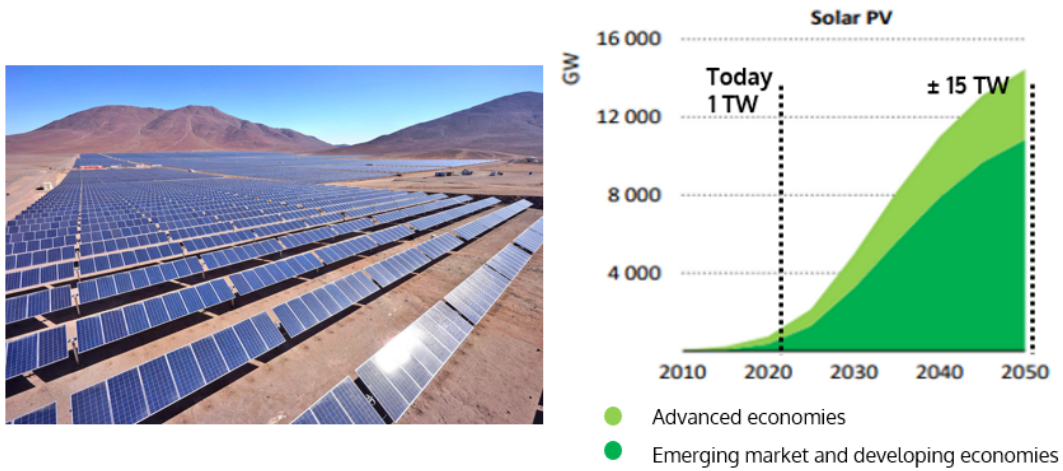 Solar PV
GW
16 000
12 000
8 000
4 000
Today
1 TW
± 15 TW
2010 2020 2030 2040 2050
Advanced economies
Emerging market and developing economies